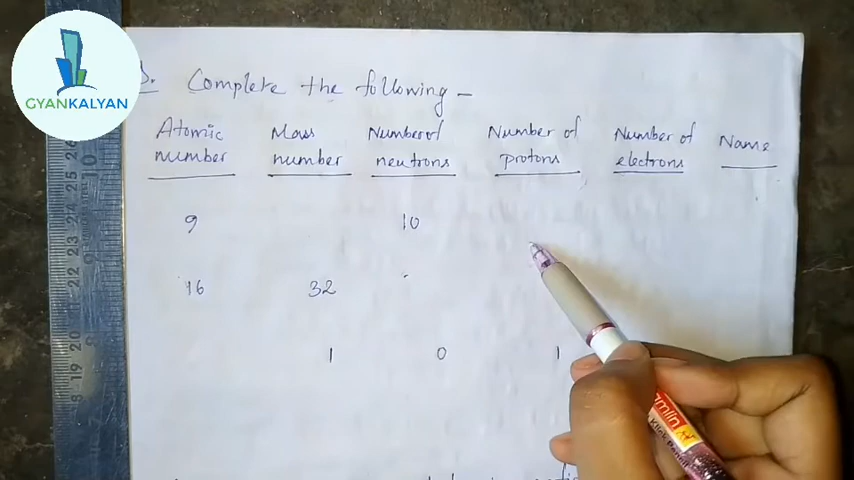 GYANKALYAN
Complete the following -
Atomic number Mass number Number of neutrons Number of protons Number of electrons Name
9 10
16 32
1 0 1